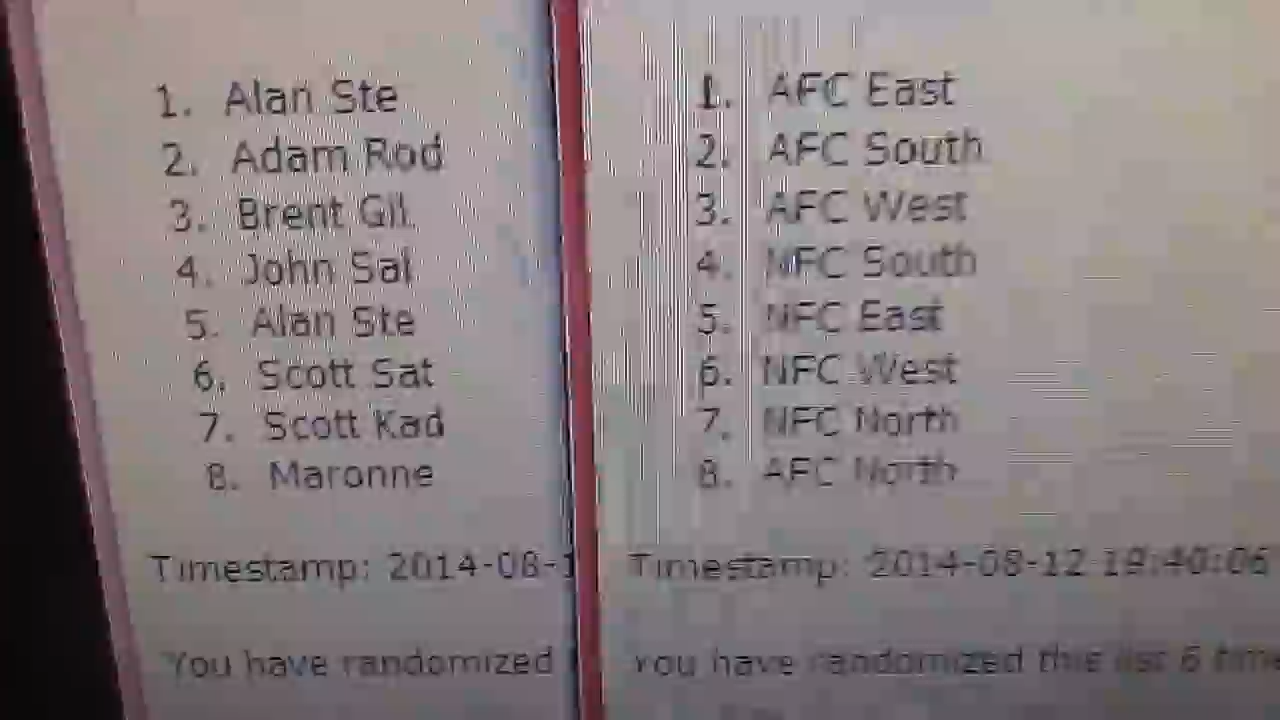 1. Alan Ste
2. Adam Rod
3. Brent Gil
4. John Sal
5. Alan Ste
6. Scott Sat
7. Scott Kad
8. Maronne
Timestamp: 2014-08-1
You have randomized
1. AFC East
2. AFC South
3. AFC West
4. NFC South
5. NFC East
6. NFC West
7. NFC North
8. AFC North
Timestamp: 2014-08-12 19:40:06
You have randomized this list 6 time